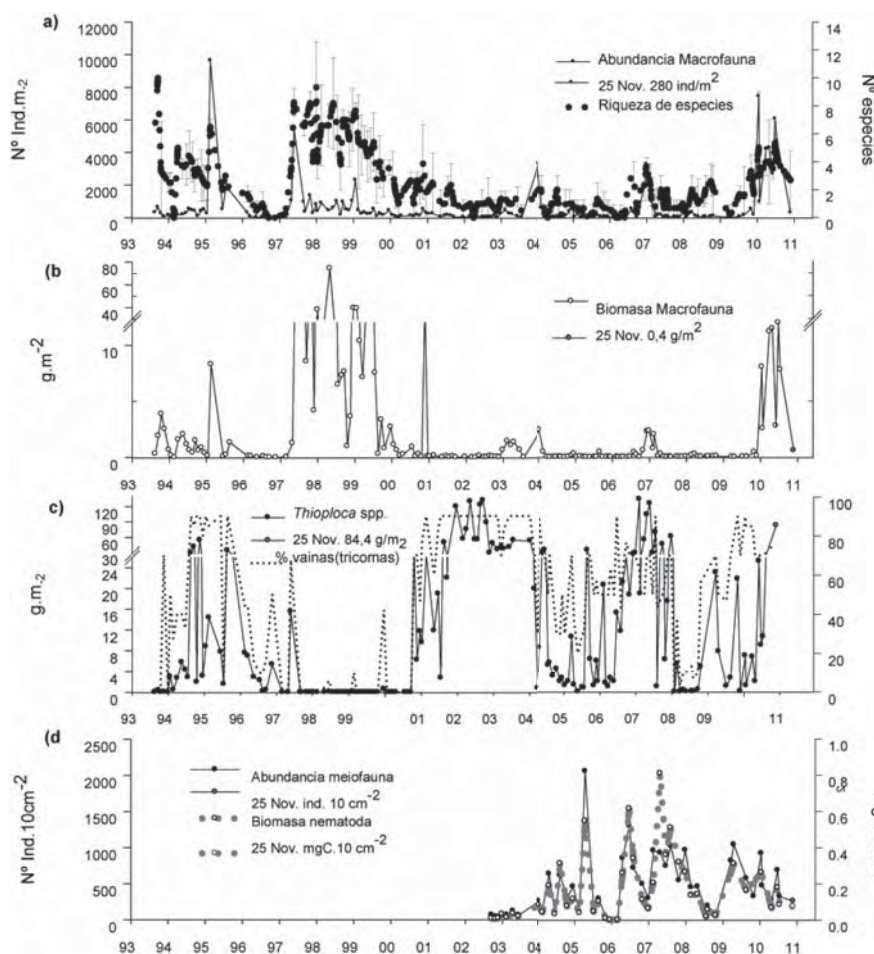 a)
12000
10000
8000
6000
4000
2000
0
Nº Ind.m-2
14
12
10
8
6
4
2
0
Nº especies
Abundancia Macrofauna
25 Nov. 280 ind/m2
Riqueza de especies
93 94 95 96 97 98 99 00 01 02 03 04 05 06 07 08 09 10 11
(b)
80
60
40
10
0
g.m-2
Biomasa Macrofauna
25 Nov. 0,4 g/m2
93 94 95 96 97 98 99 00 01 02 03 04 05 06 07 08 09 10 11
c)
120
90
60
30
24
20
16
12
8
4
0
g.m-2
100
80
60
40
20
0
Thioploca spp.
25 Nov. 84,4 g/m2
% vainas(tricomas)
93 94 95 96 97 98 99 01 02 03 04 05 06 07 08 09 11
(d)
2500
2000
1500
1000
500
0
Nº Ind.10cm-2
1.0
0.8
0.6
0.4
0.2
0.0
Abundancia meiofauna
25 Nov. ind. 10 cm-2
Biomasa nematoda
25 Nov. mgC.10 cm-2
93 94 95 96 97 98 99 00 01 02 03 04 05 06 07 08 09 10 11